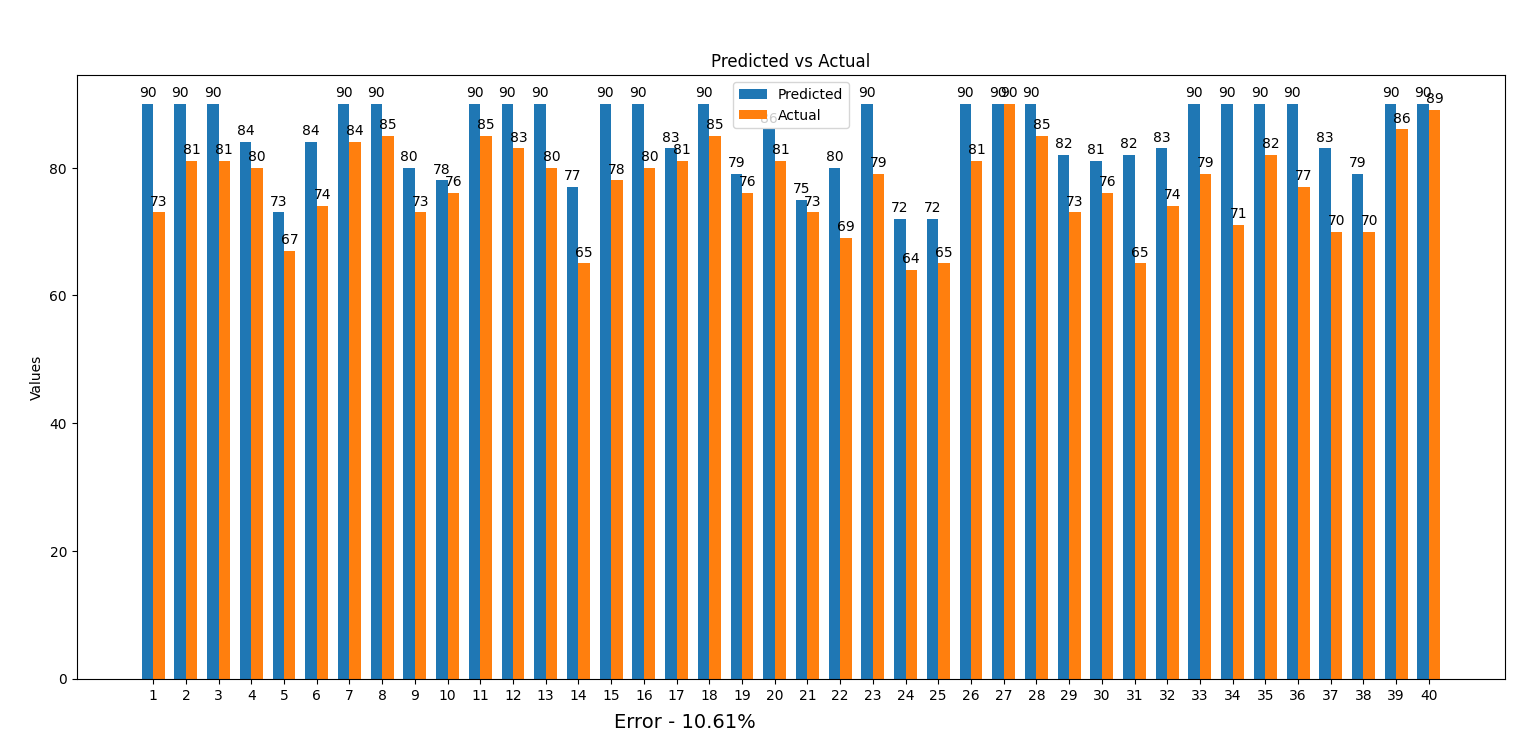 Predicted vs Actual
Predicted
Actual
90 90 90 84 73 84 90 90 80 78 90 90 90 77 90 90 83 90 79 86 75 80 90 72 72 90 90 90 82 81 82 83 90 90 90 90 83 79 90 90
73 81 81 80 67 74 84 85 73 76 85 83 80 65 78 80 81 85 76 81 73 69 79 64 65 81 90 85 73 76 65 74 79 71 82 77 70 70 86 89
80
60
40
20
0
Values
1 2 3 4 5 6 7 8 9 10 11 12 13 14 15 16 17 18 19 20 21 22 23 24 25 26 27 28 29 30 31 32 33 34 35 36 37 38 39 40
Error - 10.61%